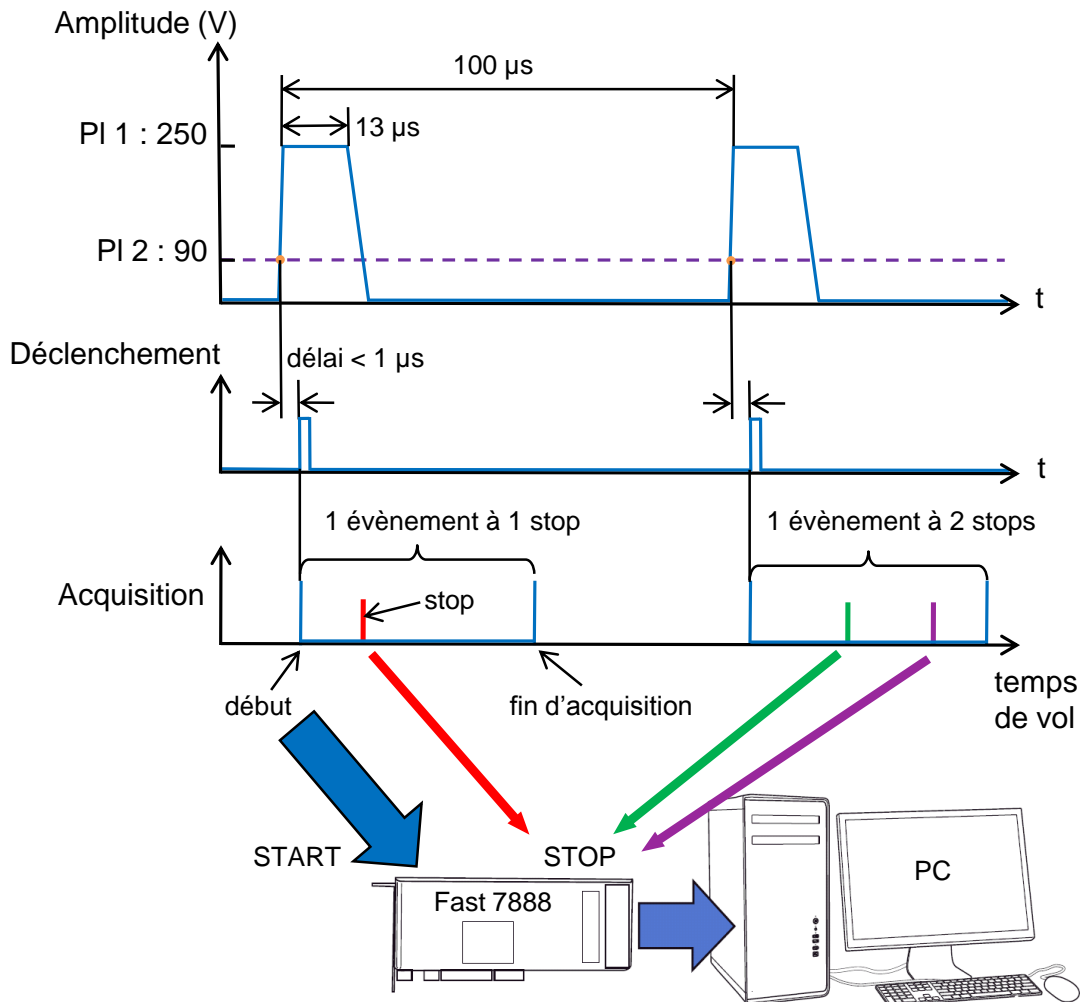 Amplitude (V)
100 µs
13 µs
Pl 1 : 250
Pl 2 : 90
t
Déclenchement
délai < 1 µs
t
1 évènement à 1 stop
1 évènement à 2 stops
Acquisition
stop
début
fin d'acquisition
temps
de vol
START
STOP
PC
Fast 7888